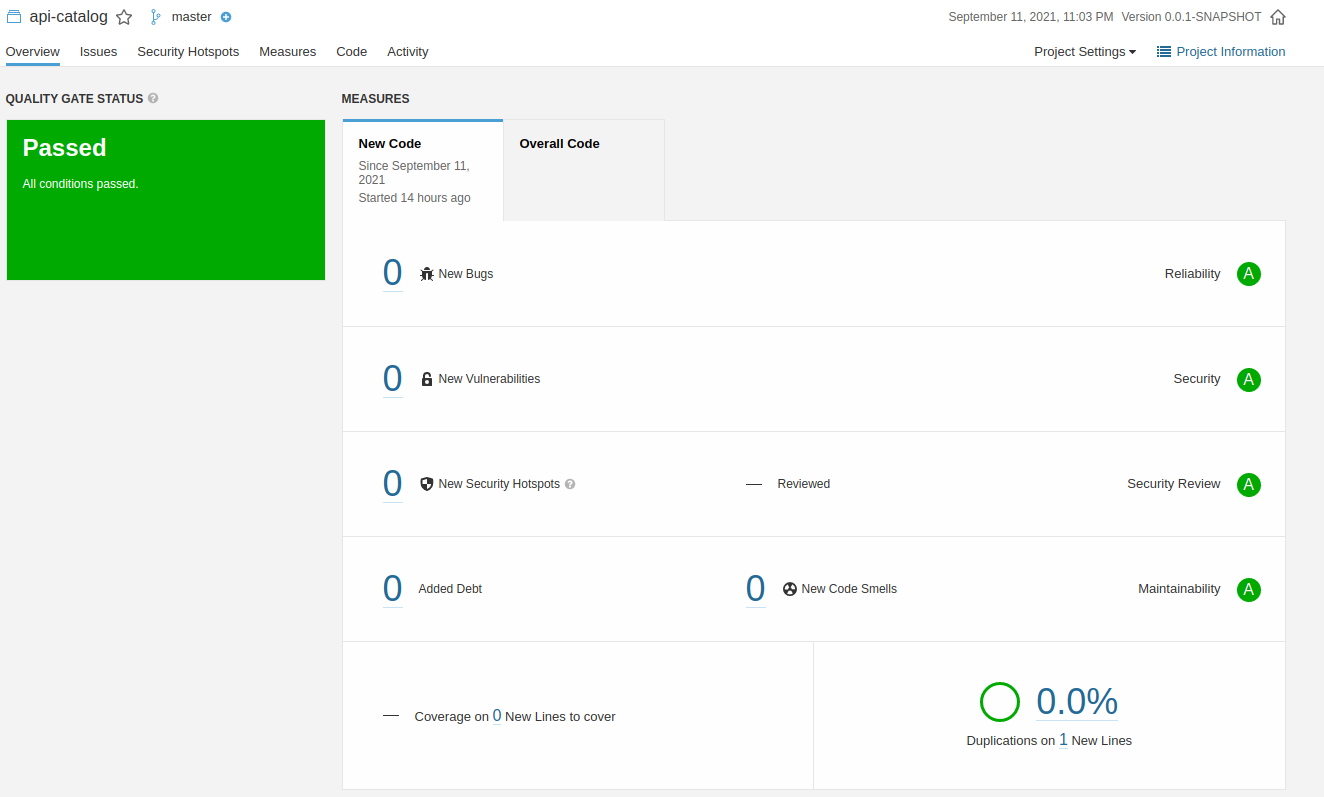 api-catalog master September 11, 2021, 11:03 PM Version 0.0.1-SNAPSHOT
Overview Issues Security Hotspots Measures Code Activity Project Settings Project Information
QUALITY GATE STATUS ?
Passed
All conditions passed.
MEASURES
New Code
Since September 11,
2021
Started 14 hours ago
Overall Code
0 New Bugs Reliability A
0 New Vulnerabilities Security A
0 New Security Hotspots ? — Reviewed Security Review A
0 Added Debt 0 New Code Smells Maintainability A
— Coverage on 0 New Lines to cover
0.0%
Duplications on 1 New Lines